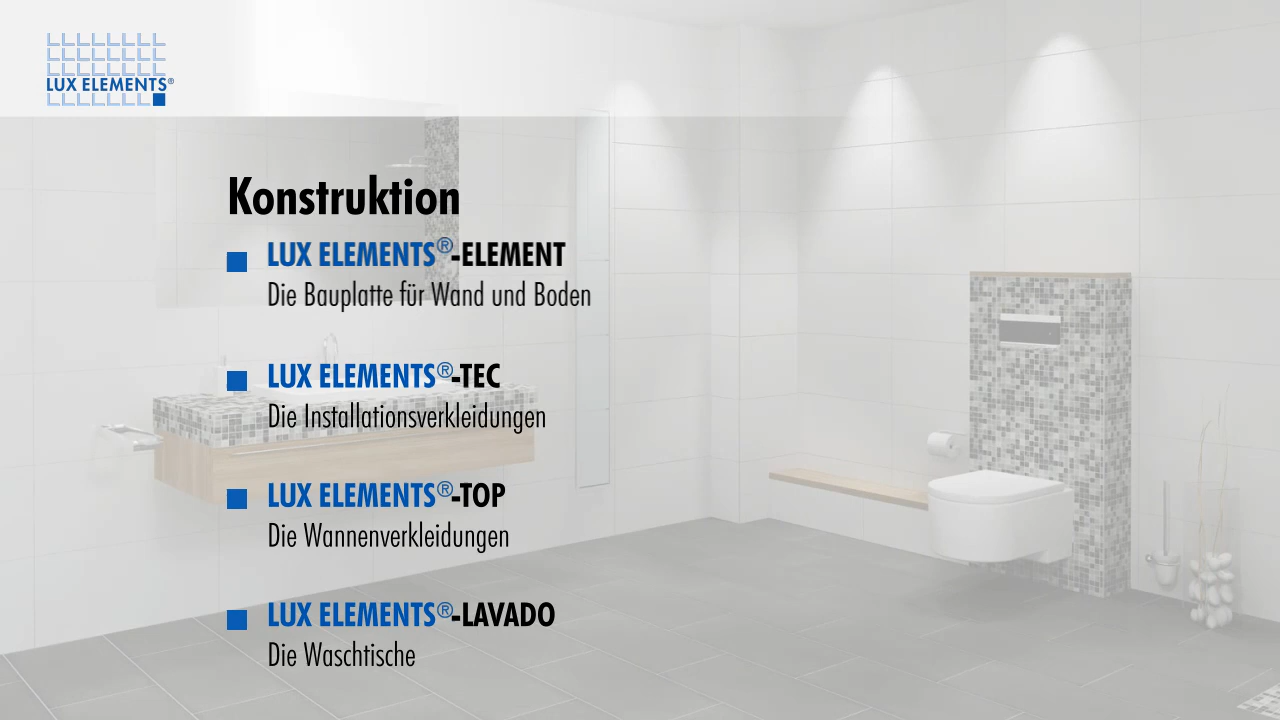 LUX ELEMENTS®
Konstruktion
LUX ELEMENTS®-ELEMENT
Die Bauplatte für Wand und Boden
LUX ELEMENTS®-TEC
Die Installationsverkleidungen
LUX ELEMENTS®-TOP
Die Wannenverkleidungen
LUX ELEMENTS®-LAVADO
Die Waschtische